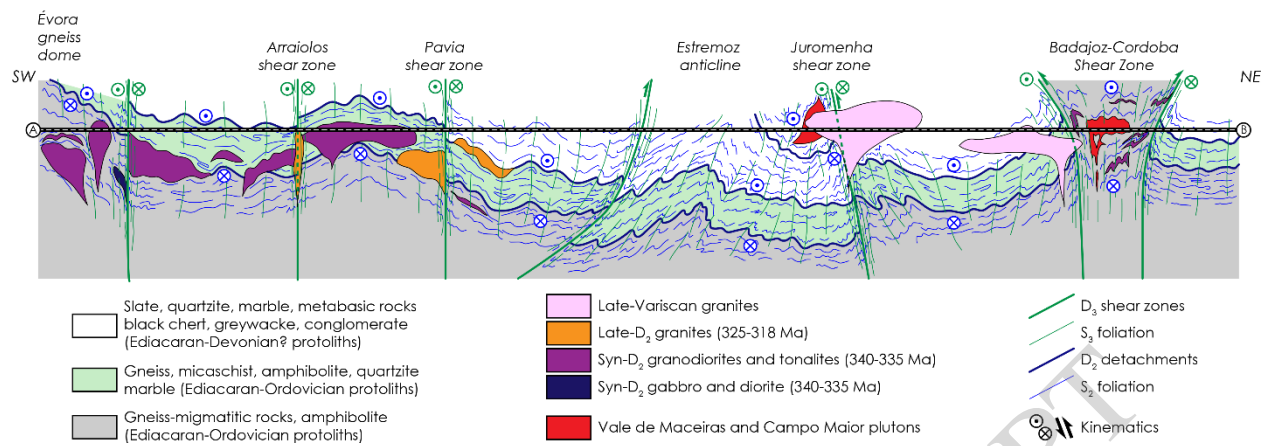 Évora
gneiss
dome
Arraiolos
shear zone
Pavia
shear zone
Estremoz
anticline
Juromenha
shear zone
Badajoz-Cordoba
Shear Zone
SW
NE
A
B
Slate, quartzite, marble, metabasic rocks
black chert, greywacke, conglomerate
(Ediacaran-Devonian? protoliths)
Gneiss, micaschist, amphibolite, quartzite
marble (Ediacaran-Ordovician protoliths)
Gneiss-migmatitic rocks, amphibolite
(Ediacaran-Ordovician protoliths)
Late-Variscan granites
Late-D₂ granites (325-318 Ma)
Syn-D₂ granodiorites and tonalites (340-335 Ma)
Syn-D₂ gabbro and diorite (340-335 Ma)
Vale de Maceiras and Campo Maior plutons
D₃ shear zones
S₃ foliation
D₂ detachments
S₂ foliation
Kinematics
PT